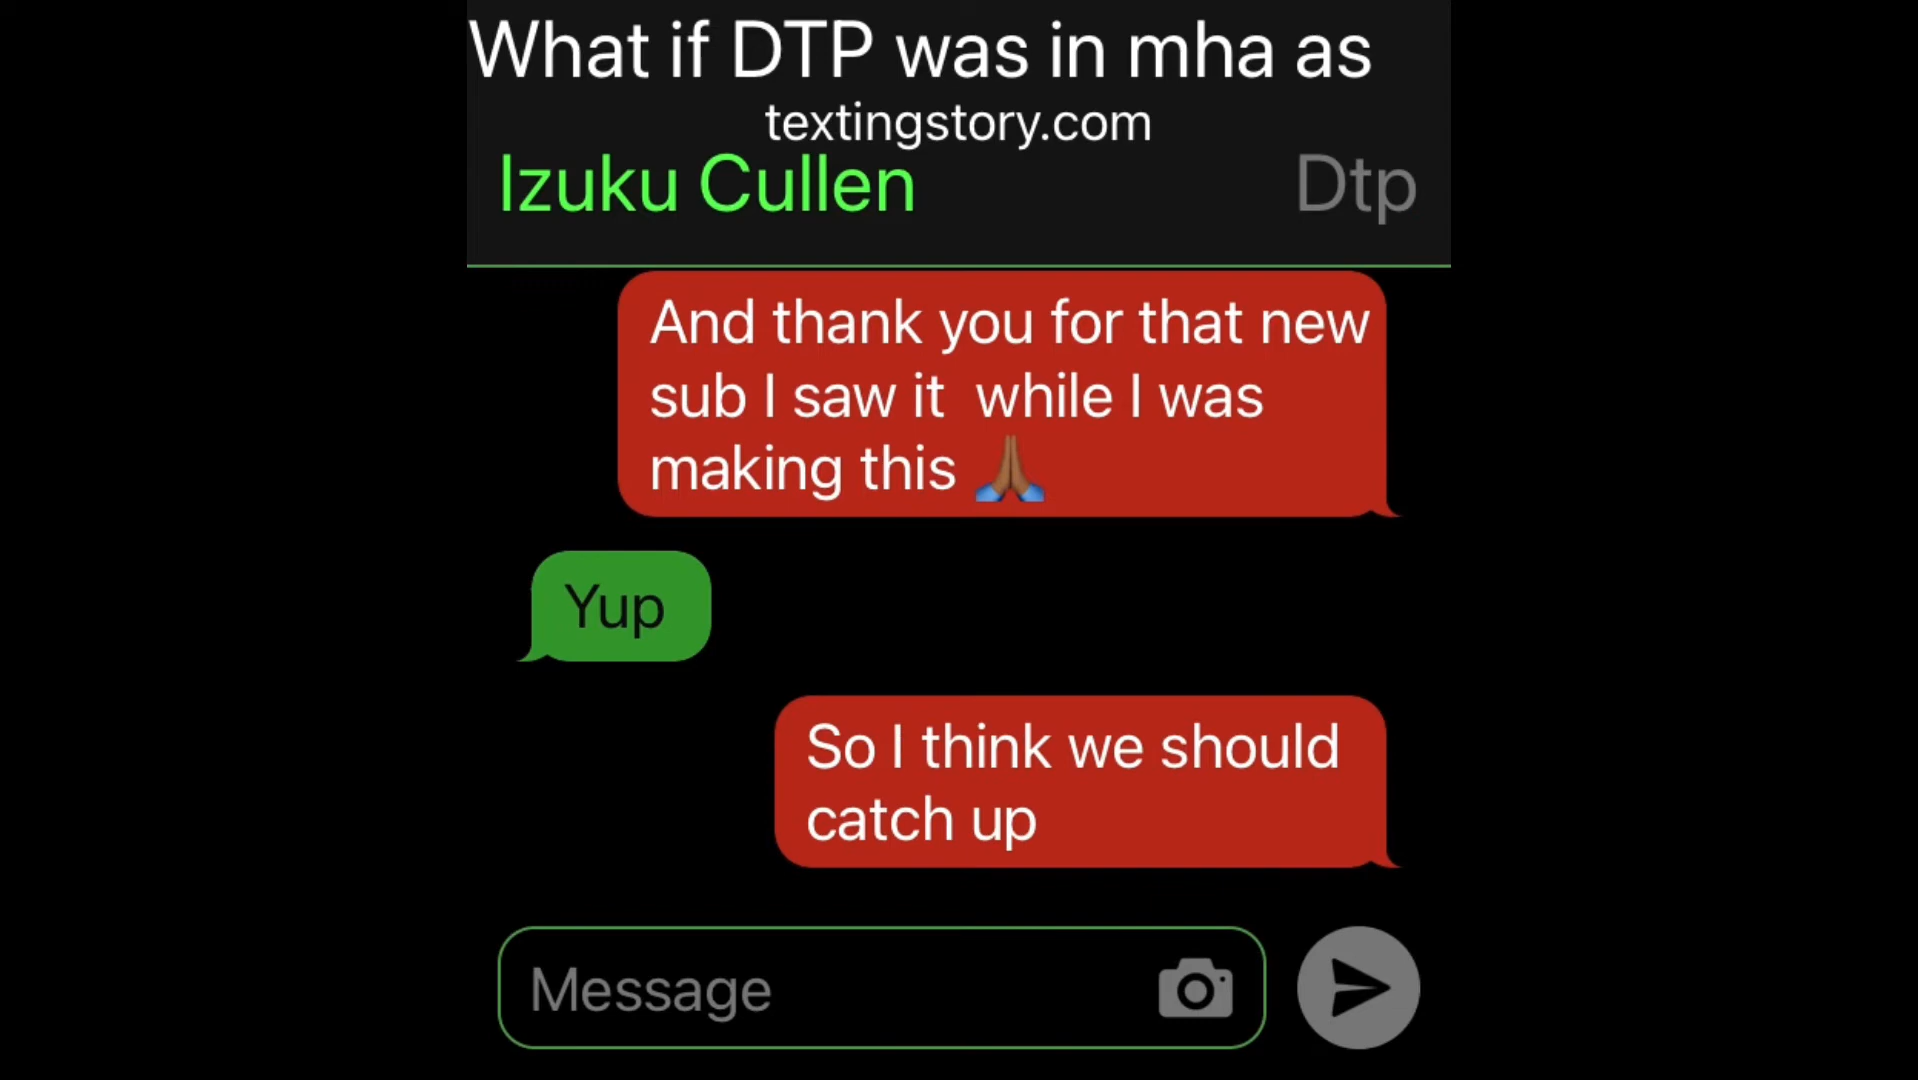 What if DTP was in mha as
textingstory.com
Izuku Cullen
Dtp
And thank you for that new
sub I saw it  while I was
making this 🙏🏾
Yup
So I think we should
catch up
Message